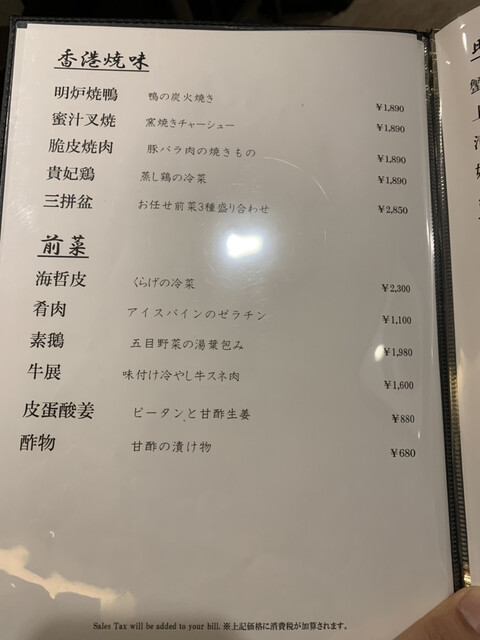 香港焼味
明炉焼鴨 鴨の炭火焼き ¥1,890
蜜汁叉焼 窯焼きチャーシュー ¥1,890
脆皮焼肉 豚バラ肉の焼きもの ¥1,890
貴妃鶏 蒸し鶏の冷菜 ¥1,890
三拼盆 お任せ前菜3種盛り合わせ ¥2,850
前菜
海哲皮 くらげの冷菜 ¥2,300
肴肉 アイスバインのゼラチン ¥1,100
素鵝 五目野菜の湯葉包み ¥1,980
牛展 味付け冷やし牛スネ肉 ¥1,600
皮蛋酸姜 ピータンと甘酢生姜 ¥880
酢物 甘酢の漬け物 ¥680
Sales Tax will be added to your bill. ※上記価格に消費税が加算されます。